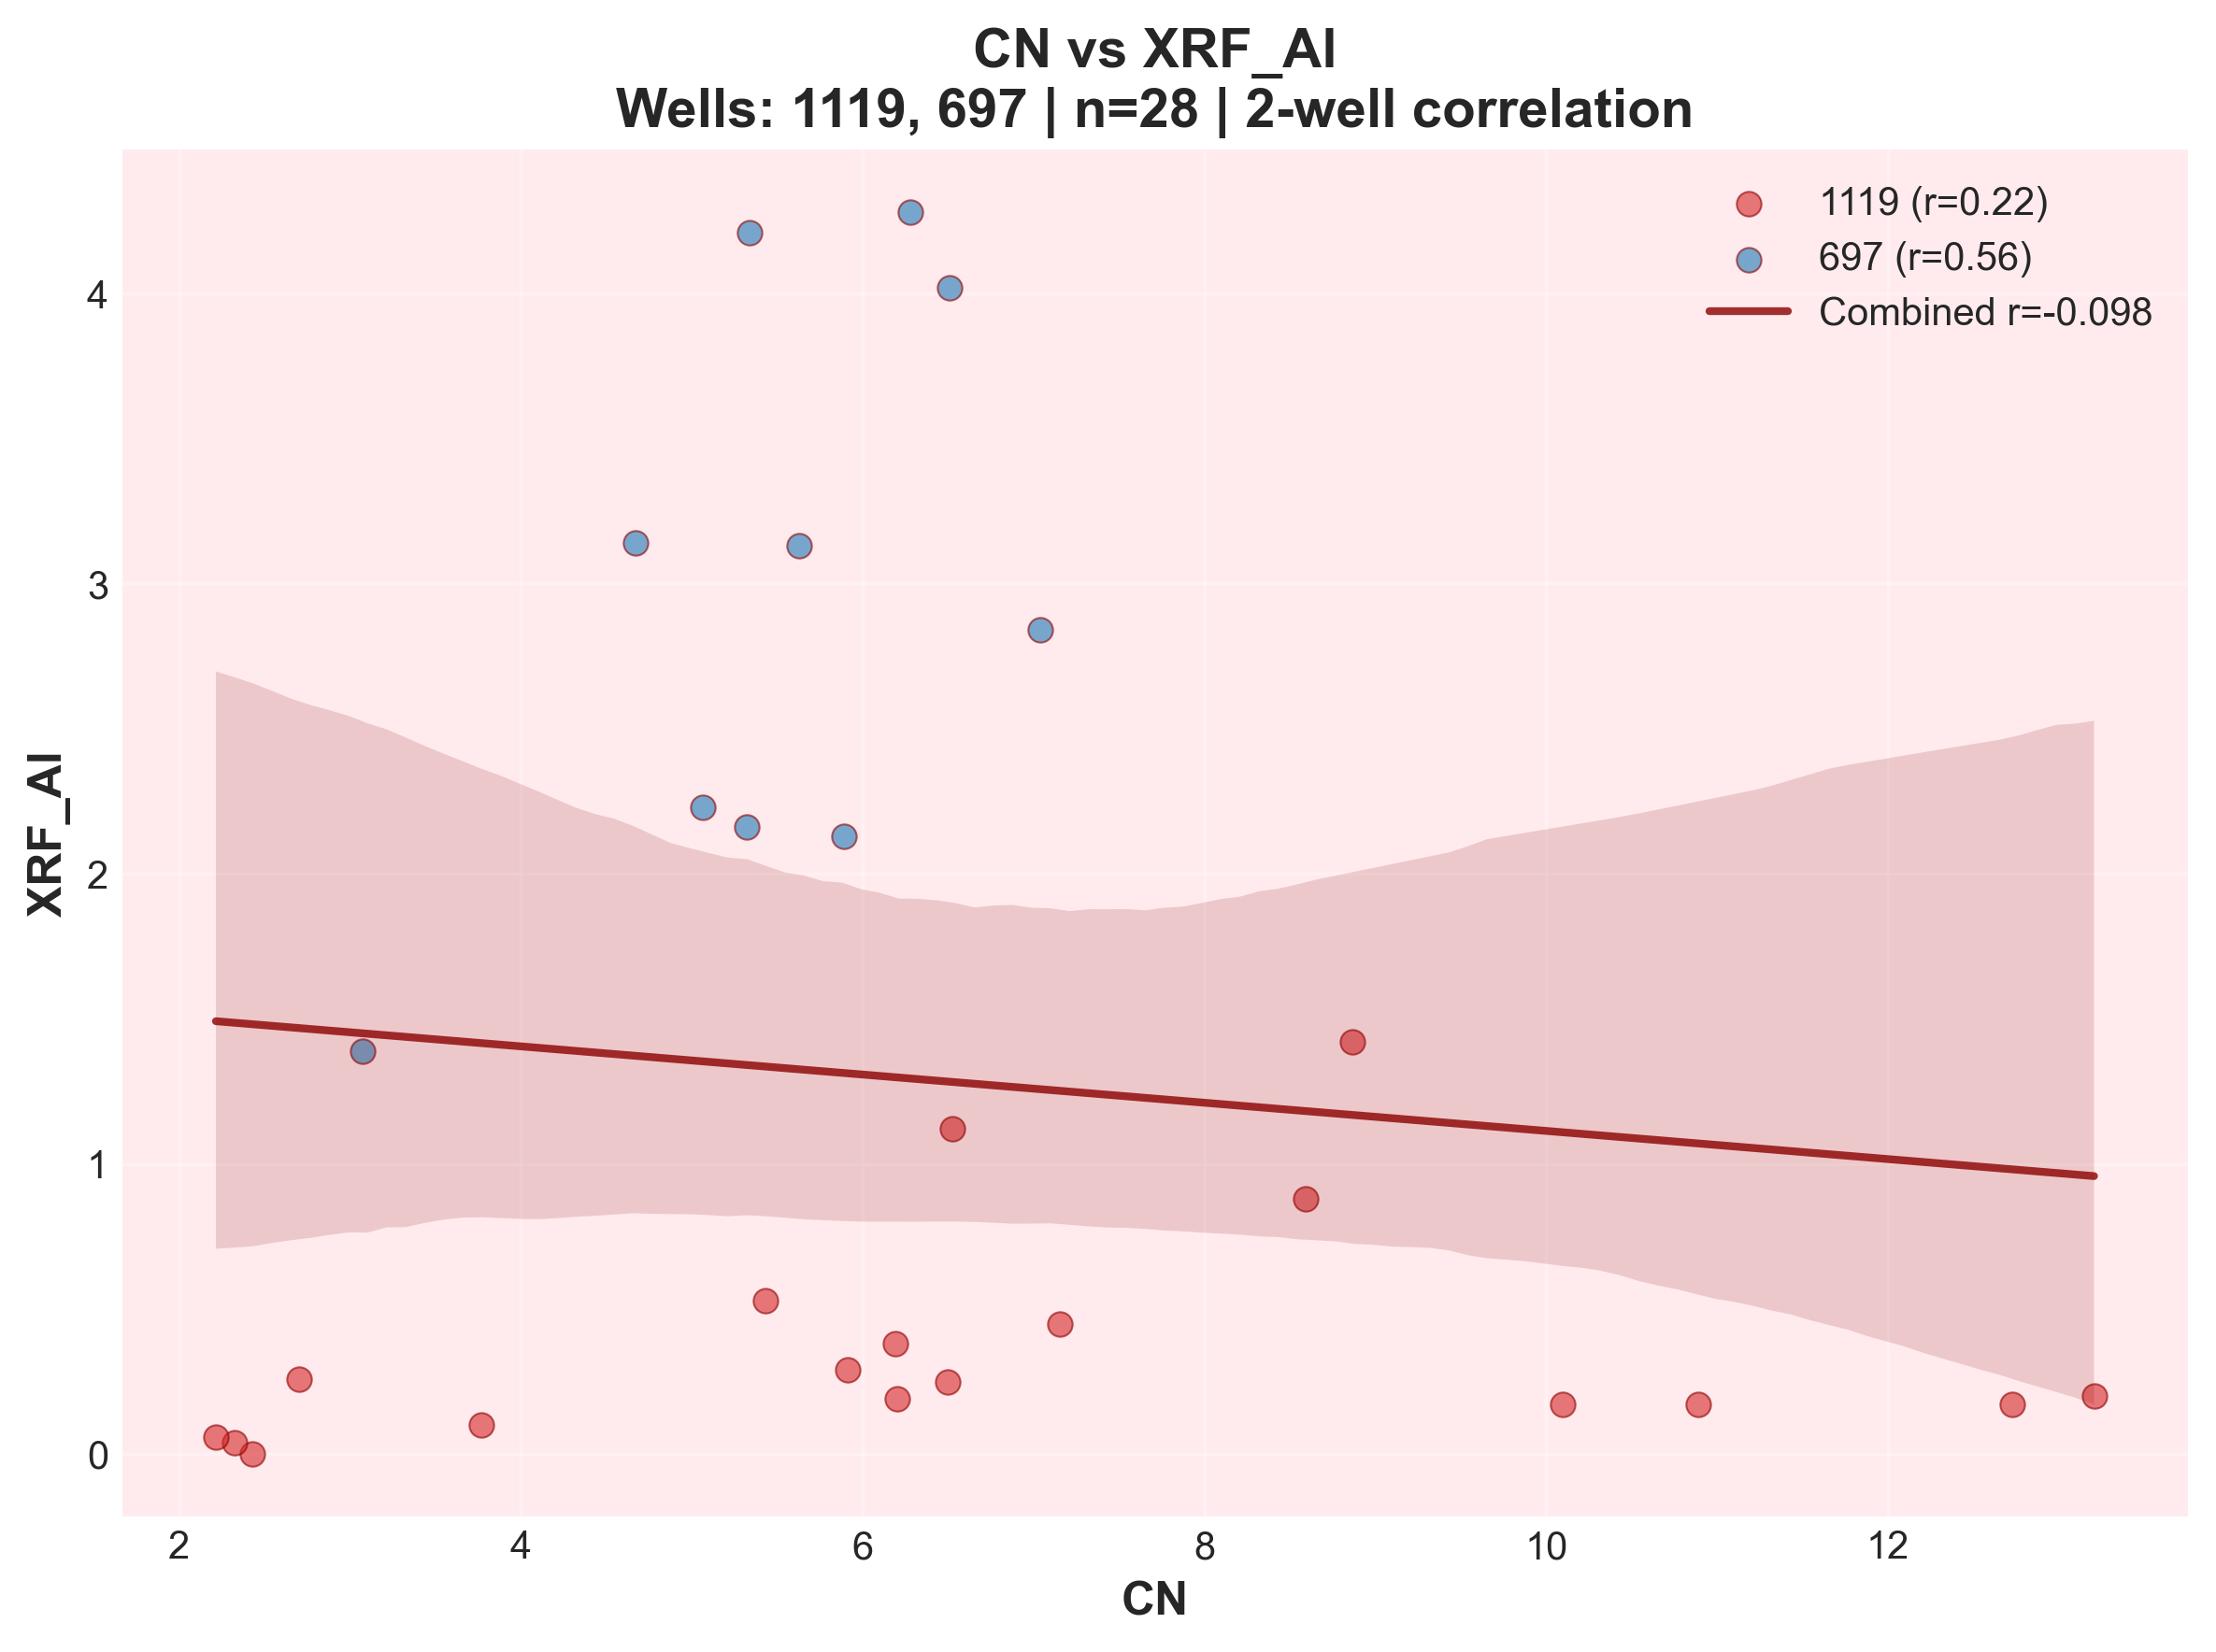 CN vs XRF_Al
Wells: 1119, 697 | n=28 | 2-well correlation
1119 (r=0.22)
697 (r=0.56)
Combined r=-0.098
XRF_Al
4
3
2
1
0
2
4
6
8
10
12
CN